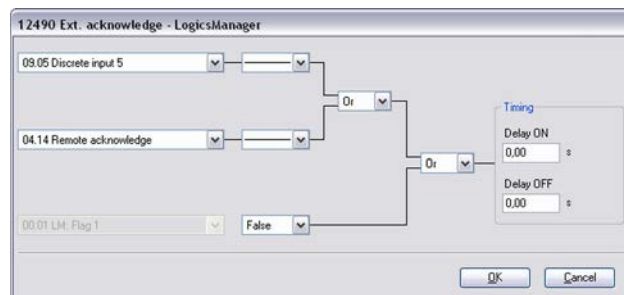 12490 Ext. acknowledge - LogicsManager
09.05 Discrete input 5
Or
Timing
Delay ON
0,00 s
04.14 Remote acknowledge
Or
Delay OFF
0,00 s
00.01 LM: Flag 1
False
OK
Cancel